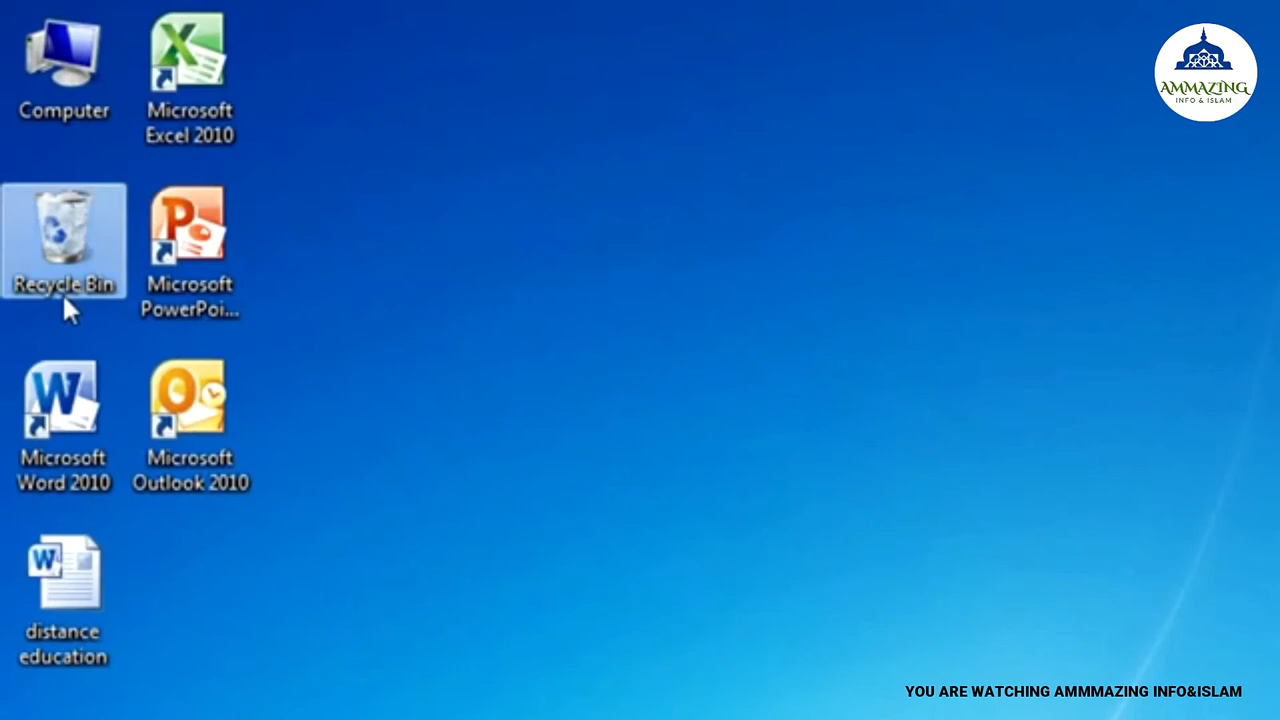 Computer
Microsoft
Excel 2010
Recycle Bin
Microsoft
PowerPoi...
Microsoft
Word 2010
Microsoft
Outlook 2010
distance
education
AMMAZING
INFO & ISLAM
YOU ARE WATCHING AMMMAZING INFO&ISLAM